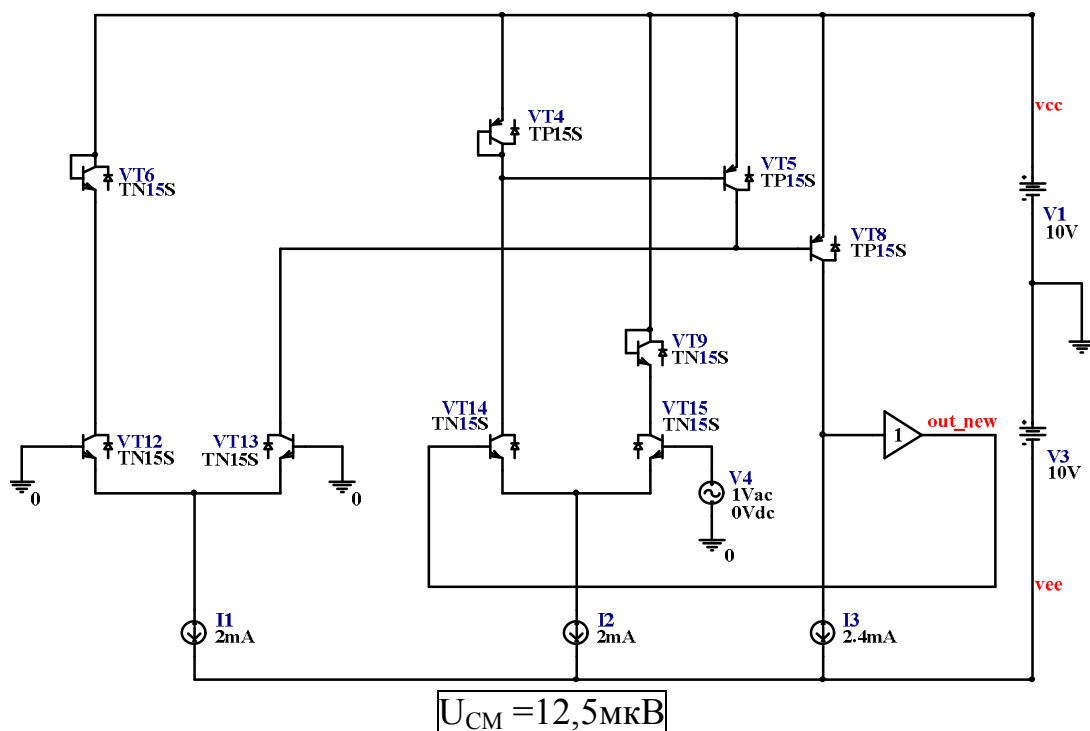 vcc
VT4
TP15S
VT6
TN15S
VT5
TP15S
V1
10V
VT8
TP15S
VT9
TN15S
VT14
TN15S
VT15
TN15S
VT12
TN15S
VT13
TN15S
1
out_new
V3
10V
V4
1Vac
0Vdc
0
0
0
vee
I1
2mA
I2
2mA
I3
2.4mA
UСМ =12,5мкВ